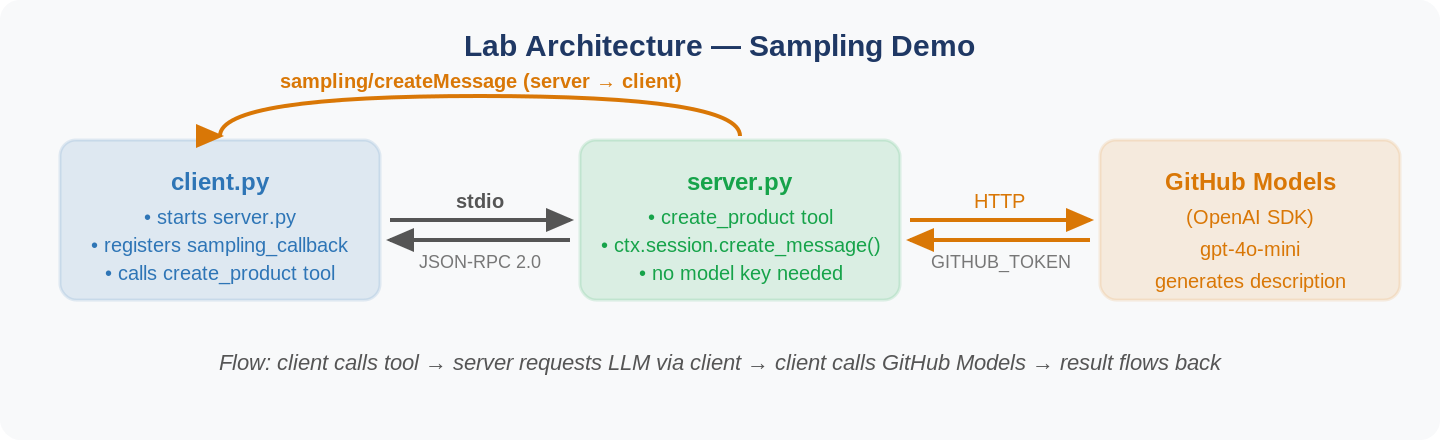 Lab Architecture — Sampling Demo
sampling/createMessage (server → client)
client.py
• starts server.py
• registers sampling_callback
• calls create_product tool
stdio
JSON-RPC 2.0
server.py
• create_product tool
• ctx.session.create_message()
• no model key needed
HTTP
GITHUB_TOKEN
GitHub Models
(OpenAI SDK)
gpt-4o-mini
generates description
Flow: client calls tool → server requests LLM via client → client calls GitHub Models → result flows back